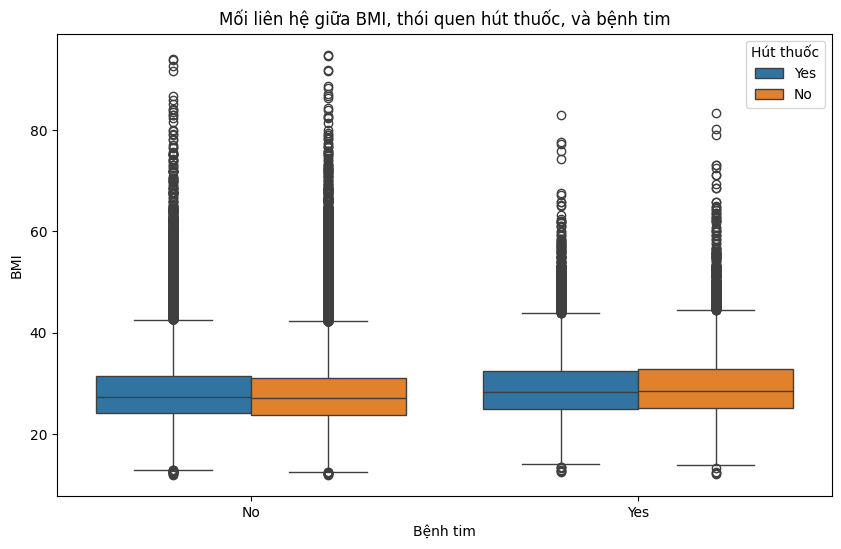 Mối liên hệ giữa BMI, thói quen hút thuốc, và bệnh tim
Hút thuốc
Yes
No
80
60
40
20
BMI
No
Yes
Bệnh tim